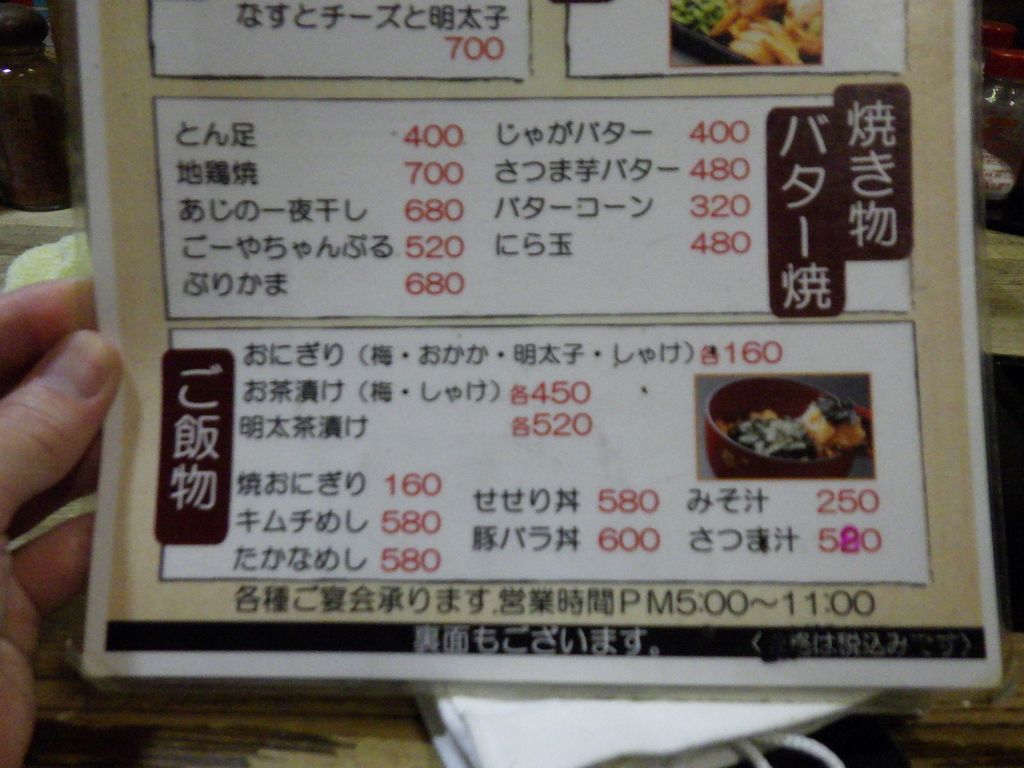 なすとチーズと明太子
700
焼き物
バター焼
とん足 400
地鶏焼 700
あじの一夜干し 680
ごーやちゃんぷる 520
ぶりかま 680
じゃがバター 400
さつま芋バター 480
バターコーン 320
にら玉 480
ご飯物
おにぎり（梅・おかか・明太子・しゃけ）各160
お茶漬け（梅・しゃけ）各450
明太茶漬け 各520
焼おにぎり 160
キムチめし 580
たかなめし 580
せせり丼 580
豚バラ丼 600
みそ汁 250
さつま汁 520
各種ご宴会承ります.営業時間PM5:00〜11:00
裏面もございます。
格は税込みです〉